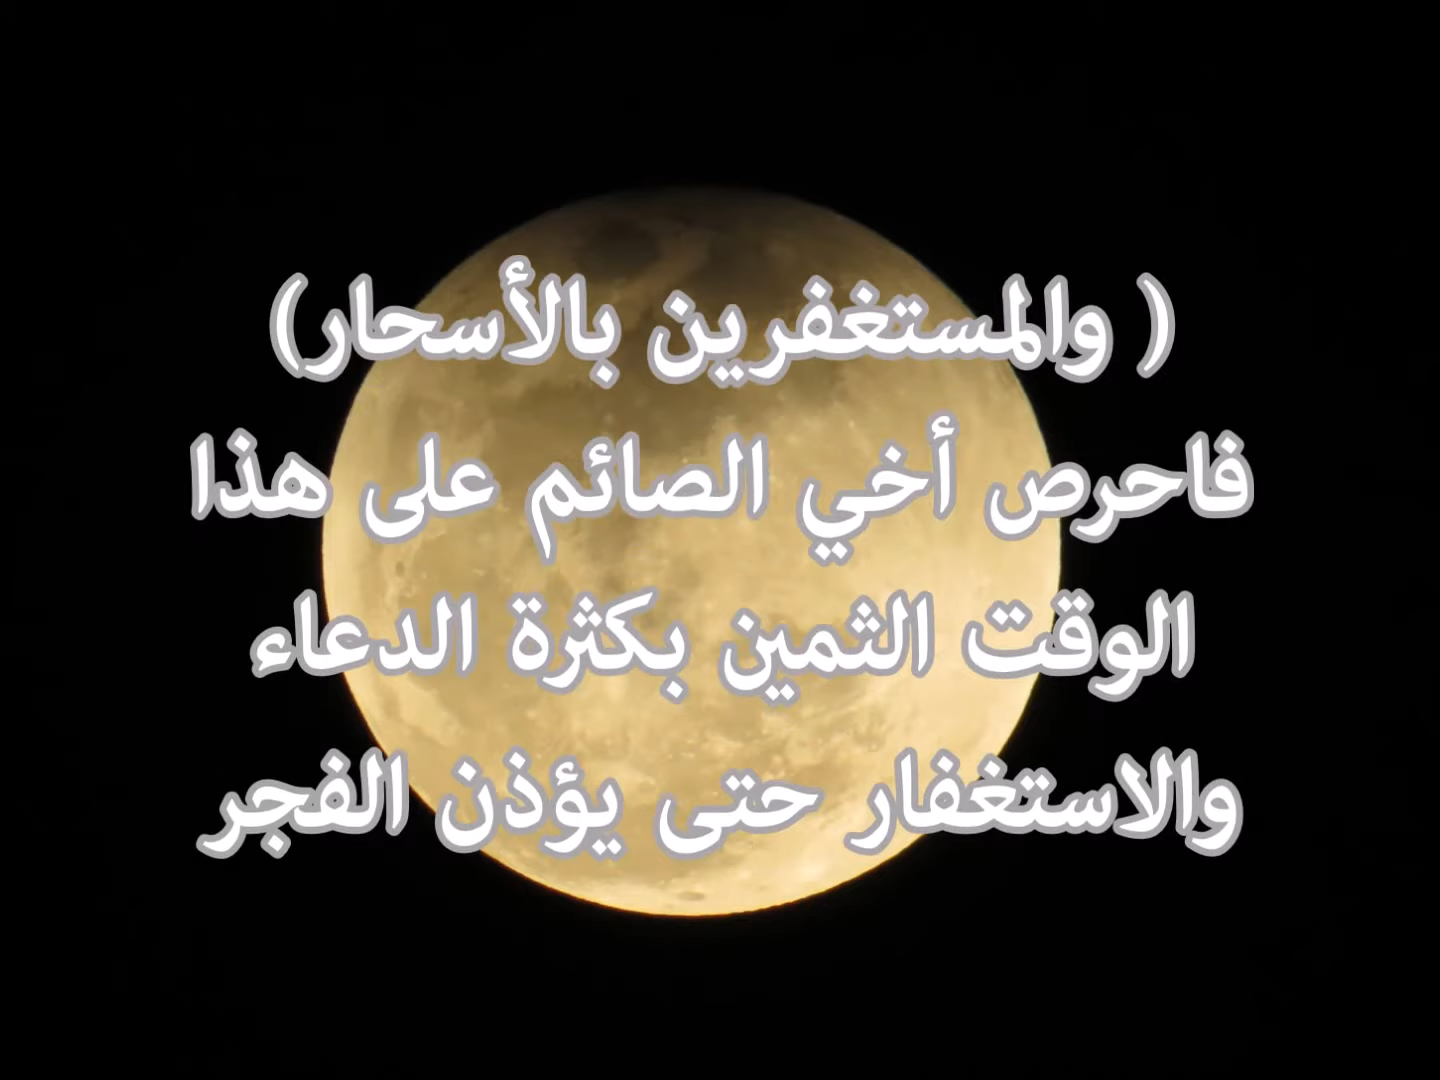 ( والمستغفرين بالأسحار)
فاحرص أخي الصائم على هذا
الوقت الثمين بكثرة الدعاء
والاستغفار حتى يؤذن الفجر